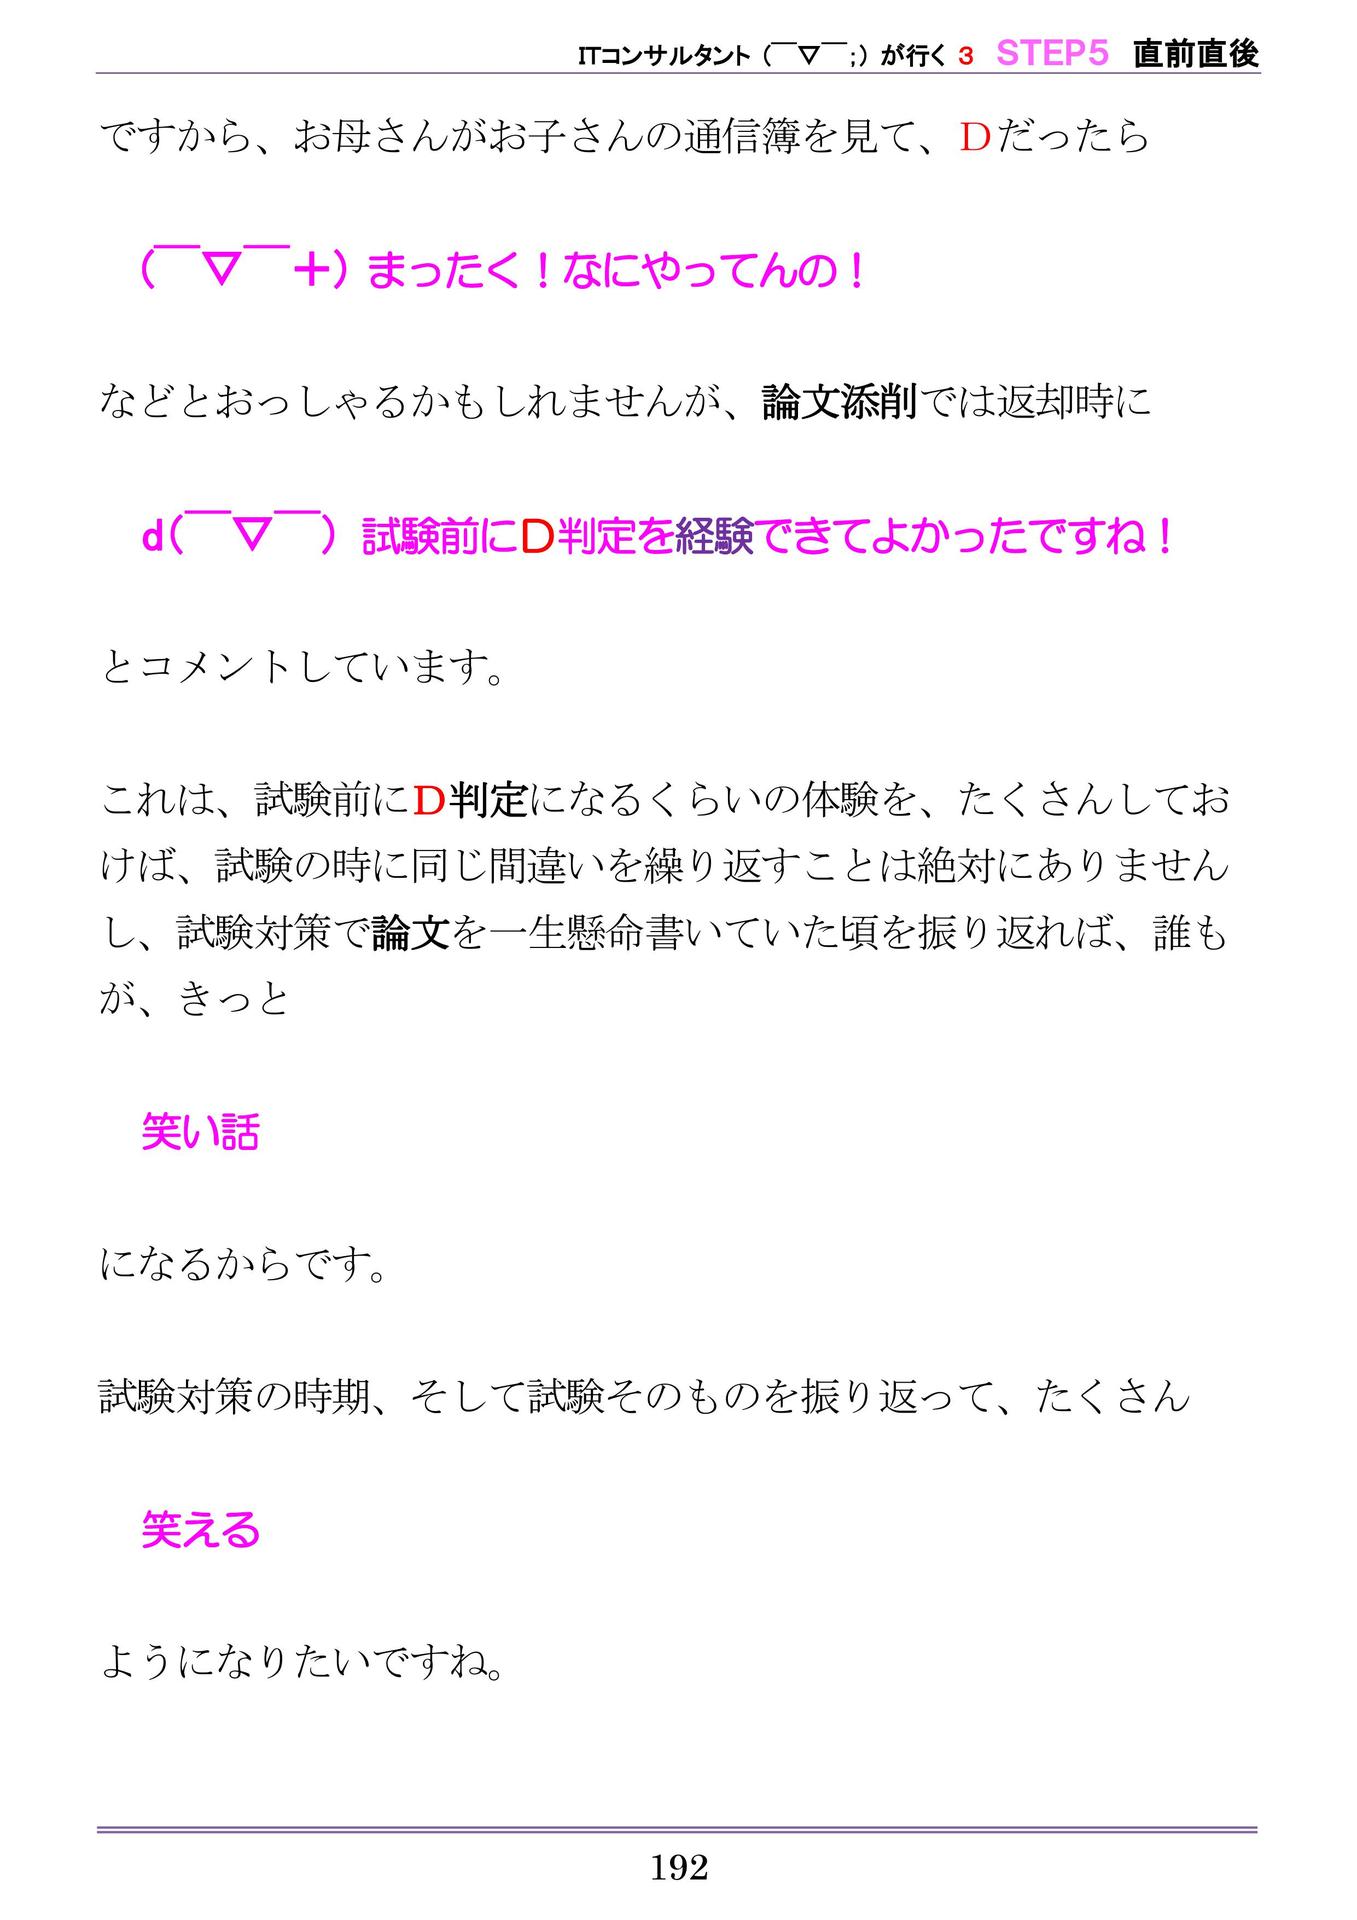 ITコンサルタント（￣▽￣；）が行く 3 STEP5 直前直後
ですから、お母さんがお子さんの通信簿を見て、Ｄだったら
（￣▽￣＋）まったく！なにやってんの！
などとおっしゃるかもしれませんが、論文添削では返却時に
d（￣▽￣）試験前にＤ判定を経験できてよかったですね！
とコメントしています。
これは、試験前にＤ判定になるくらいの体験を、たくさんしてお
けば、試験の時に同じ間違いを繰り返すことは絶対にありません
し、試験対策で論文を一生懸命書いていた頃を振り返れば、誰も
が、きっと
笑い話
になるからです。
試験対策の時期、そして試験そのものを振り返って、たくさん
笑える
ようになりたいですね。
192